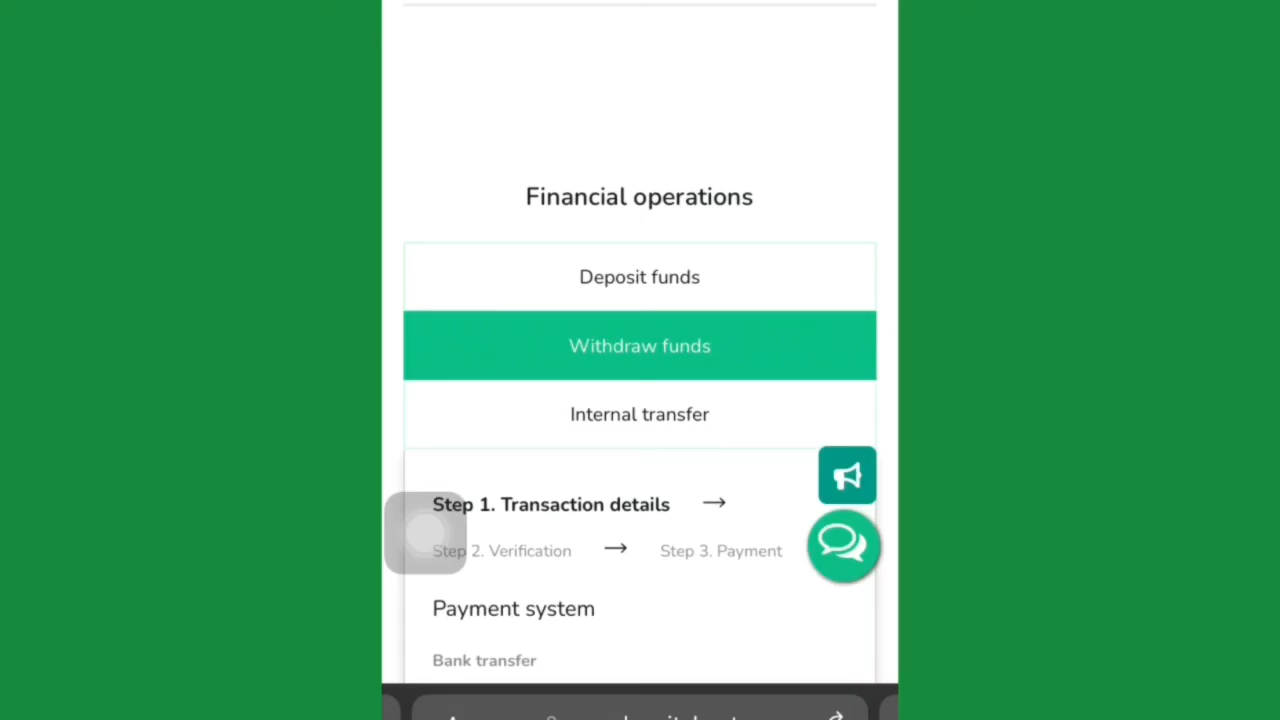 Financial operations
Deposit funds
Withdraw funds
Internal transfer
Step 1. Transaction details →
Step 2. Verification → Step 3. Payment
Payment system
Bank transfer